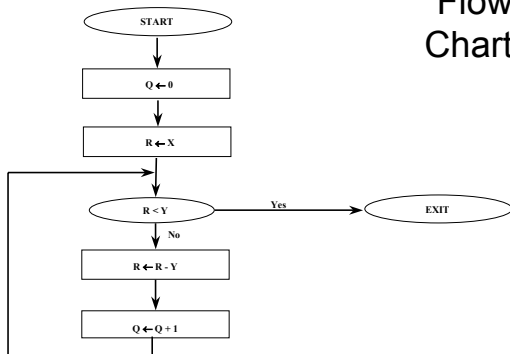 Flow
Chart
START
Q ← 0
R ← X
R < Y
Yes
EXIT
No
R ← R - Y
Q ← Q + 1